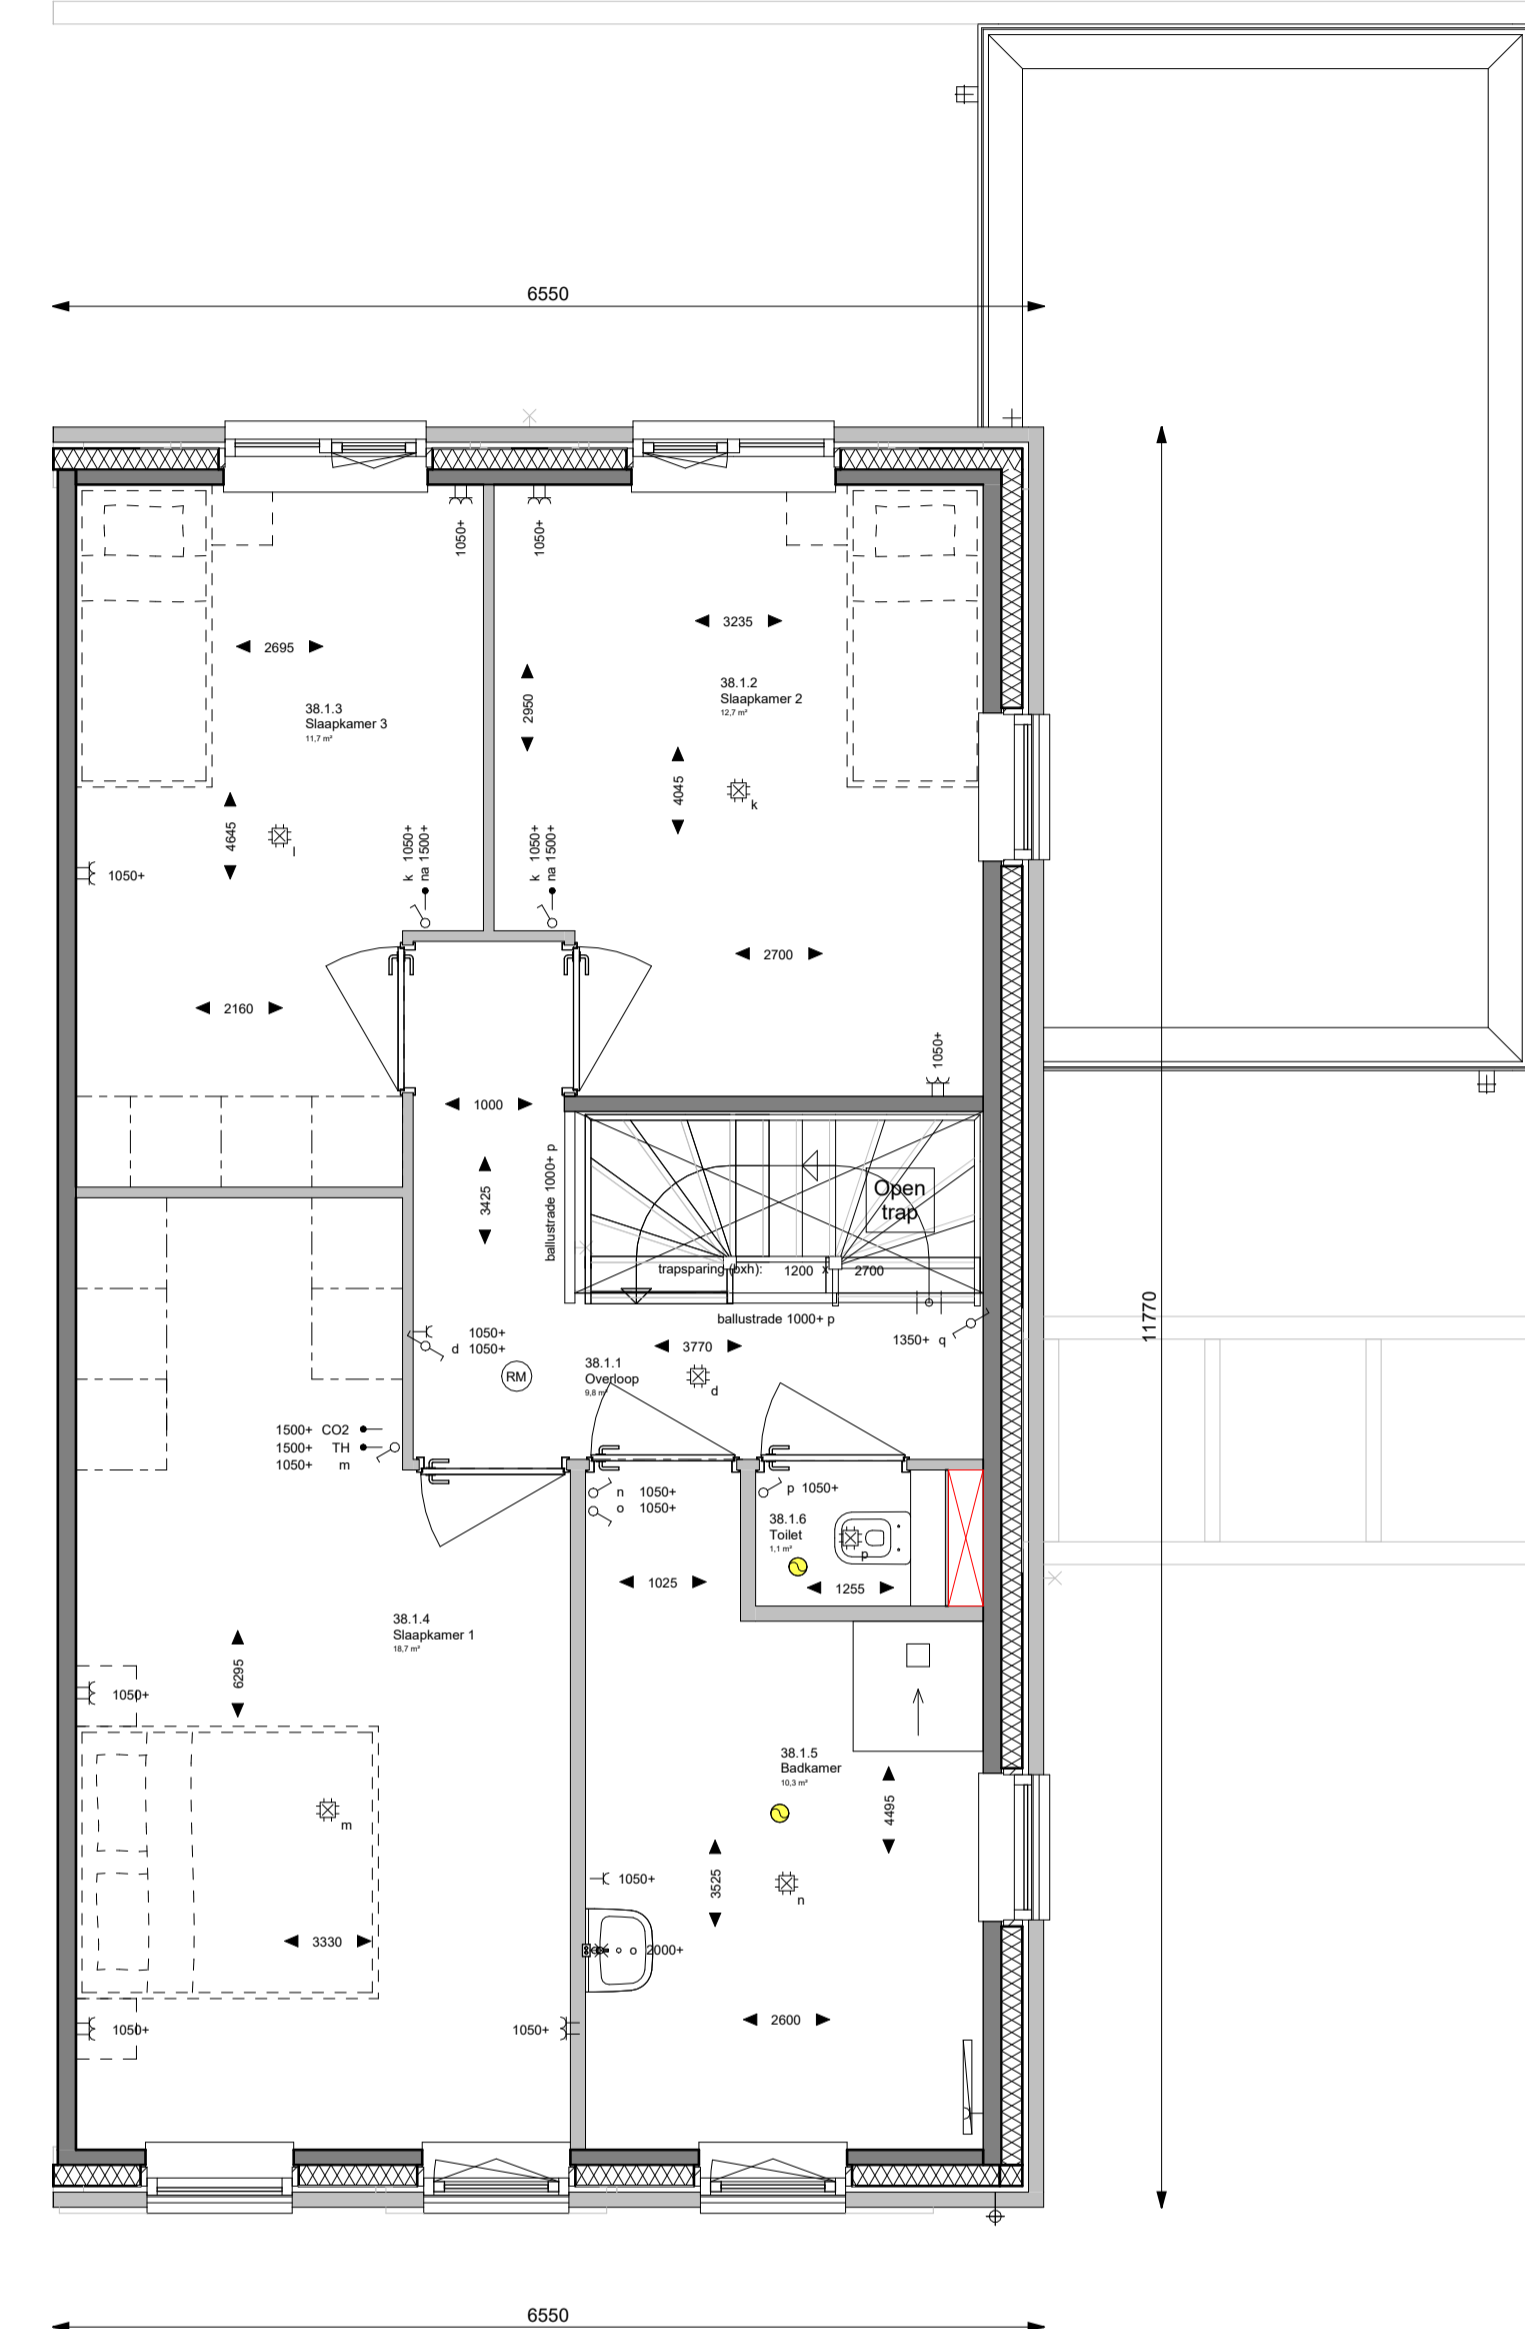 6550
1050+
1050+
2695
3235
38.1.3
Slaapkamer 3
11,7 m²
2950
38.1.2
Slaapkamer 2
12,7 m²
4645
4045
k
l
1050+
k 1050+
na 1500+
k 1050+
na 1500+
2700
2160
1050+
1000
ballustrade 1000+ p
3425
Open
trap
trapsparing (bxh): 1200 x 2700
ballustrade 1000+ p
11770
1050+
d 1050+
1350+ q
3770
RM
38.1.1
Overloop
9,8 m²
d
1500+ CO2
1500+ TH
1050+ m
n 1050+
o 1050+
p 1050+
38.1.6
Toilet
1,1 m²
p
1025
1255
38.1.4
Slaapkamer 1
18,7 m²
6295
1050+
38.1.5
Badkamer
10,3 m²
4495
m
3525
1050+
n
3330
2000+
2600
1050+
1050+
6550